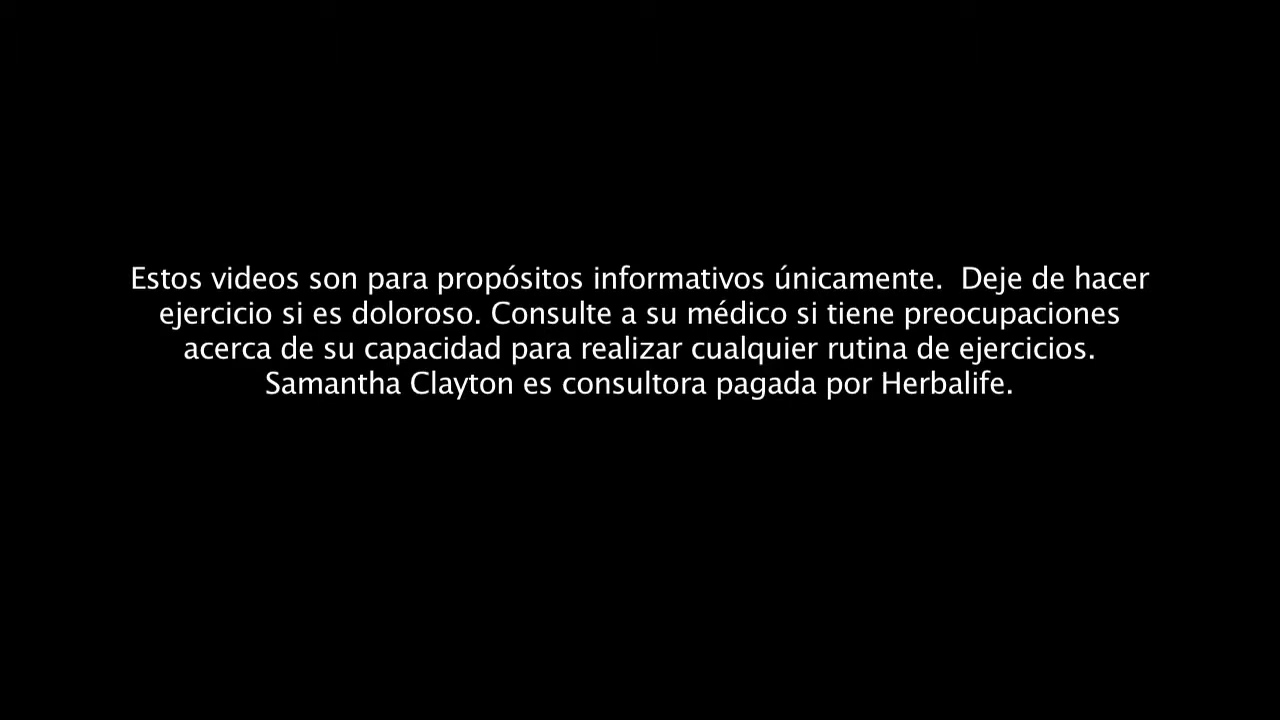 Estos videos son para propósitos informativos únicamente.  Deje de hacer
ejercicio si es doloroso. Consulte a su médico si tiene preocupaciones
acerca de su capacidad para realizar cualquier rutina de ejercicios.
Samantha Clayton es consultora pagada por Herbalife.